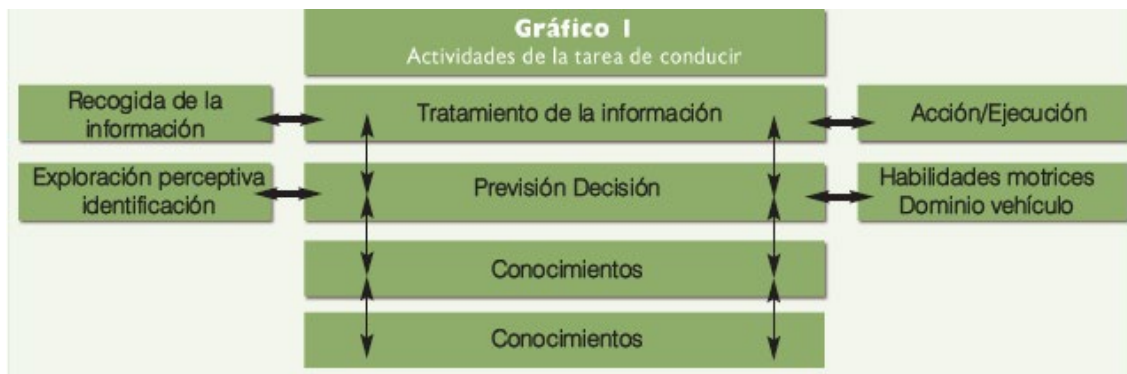 Gráfico 1
Actividades de la tarea de conducir
Recogida de la
información
Tratamiento de la información
Acción/Ejecución
Exploración perceptiva
identificación
Previsión Decisión
Habilidades motrices
Dominio vehículo
Conocimientos
Conocimientos